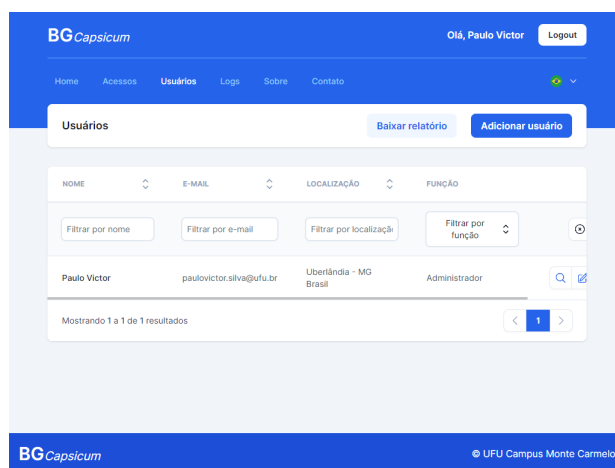 BG Capsicum
Olá, Paulo Victor
Logout
Home Acessos Usuários Logs Sobre Contato
Usuários
Baixar relatório
Adicionar usuário
NOME E-MAIL LOCALIZAÇÃO FUNÇÃO
Filtrar por nome
Filtrar por e-mail
Filtrar por localização
Filtrar por
função
Paulo Victor
paulovictor.silva@ufu.br
Uberlândia - MG
Brasil
Administrador
Mostrando 1 a 1 de 1 resultados
1
BG Capsicum
© UFU Campus Monte Carmelo